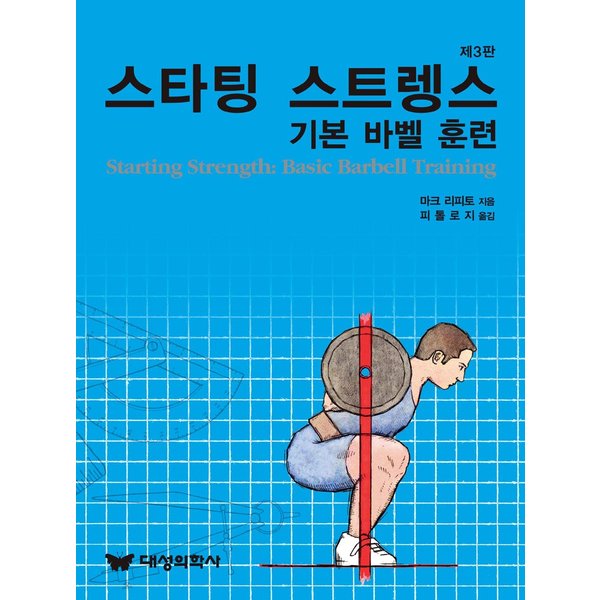 제3판
스타팅 스트렝스
기본 바벨 훈련
Starting Strength: Basic Barbell Training
마크 리피토 지음
피톨로지 옮김
대성의학사